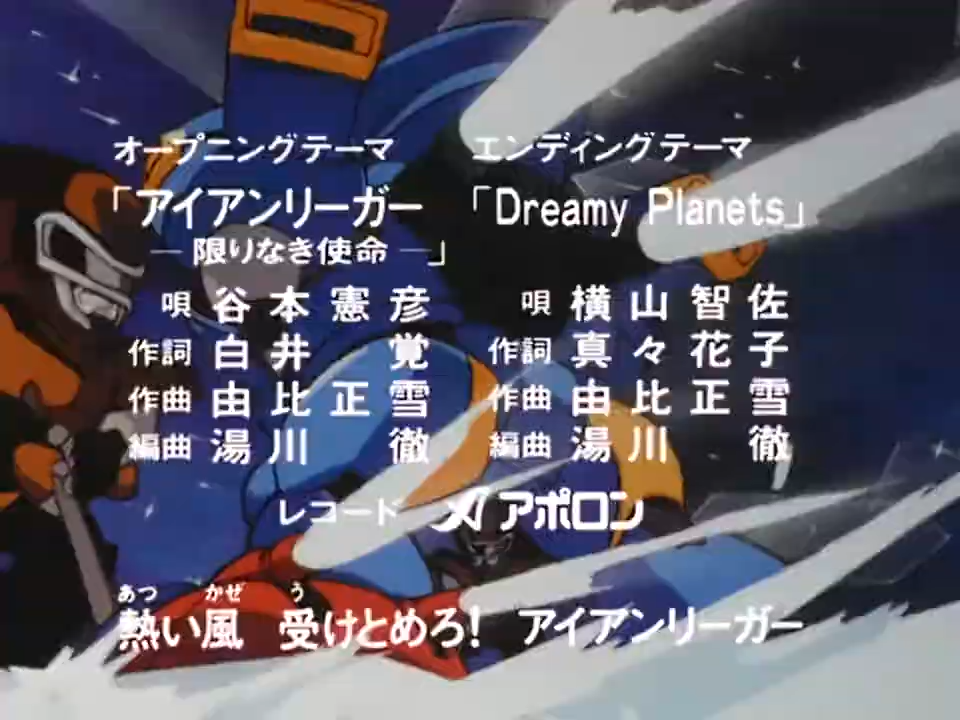 オープニングテーマ
「アイアンリーガー
― 限りなき使命 ―」
唄 谷本憲彦
作詞 白井 覚
作曲 由比正雪
編曲 湯川 徹
エンディングテーマ
「Dreamy Planets」
唄 横山智佐
作詞 真々花子
作曲 由比正雪
編曲 湯川 徹
レコード アポロン
あつ かぜ う
熱い風 受けとめろ! アイアンリーガー